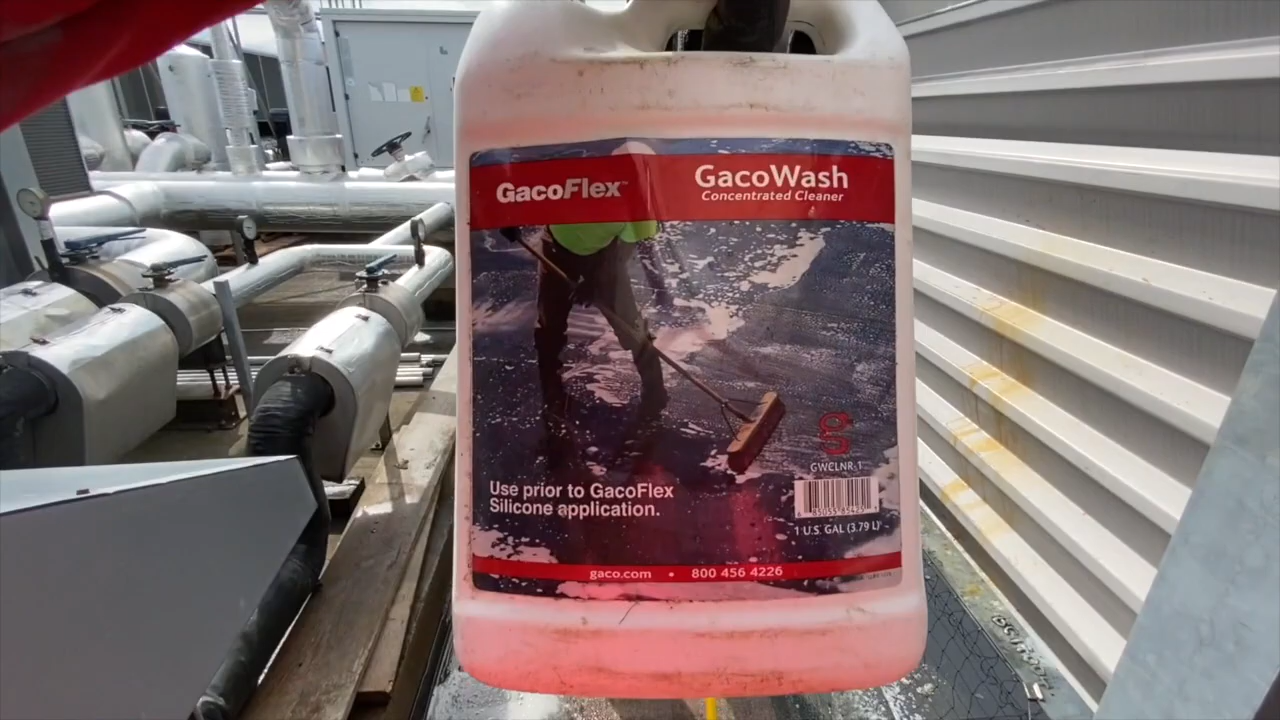 GacoFlex™
GacoWash
Concentrated Cleaner
GWCLNR-1
Use prior to GacoFlex
Silicone application.
1 U.S. GAL (3.79 L)
gaco.com • 800 456 4226